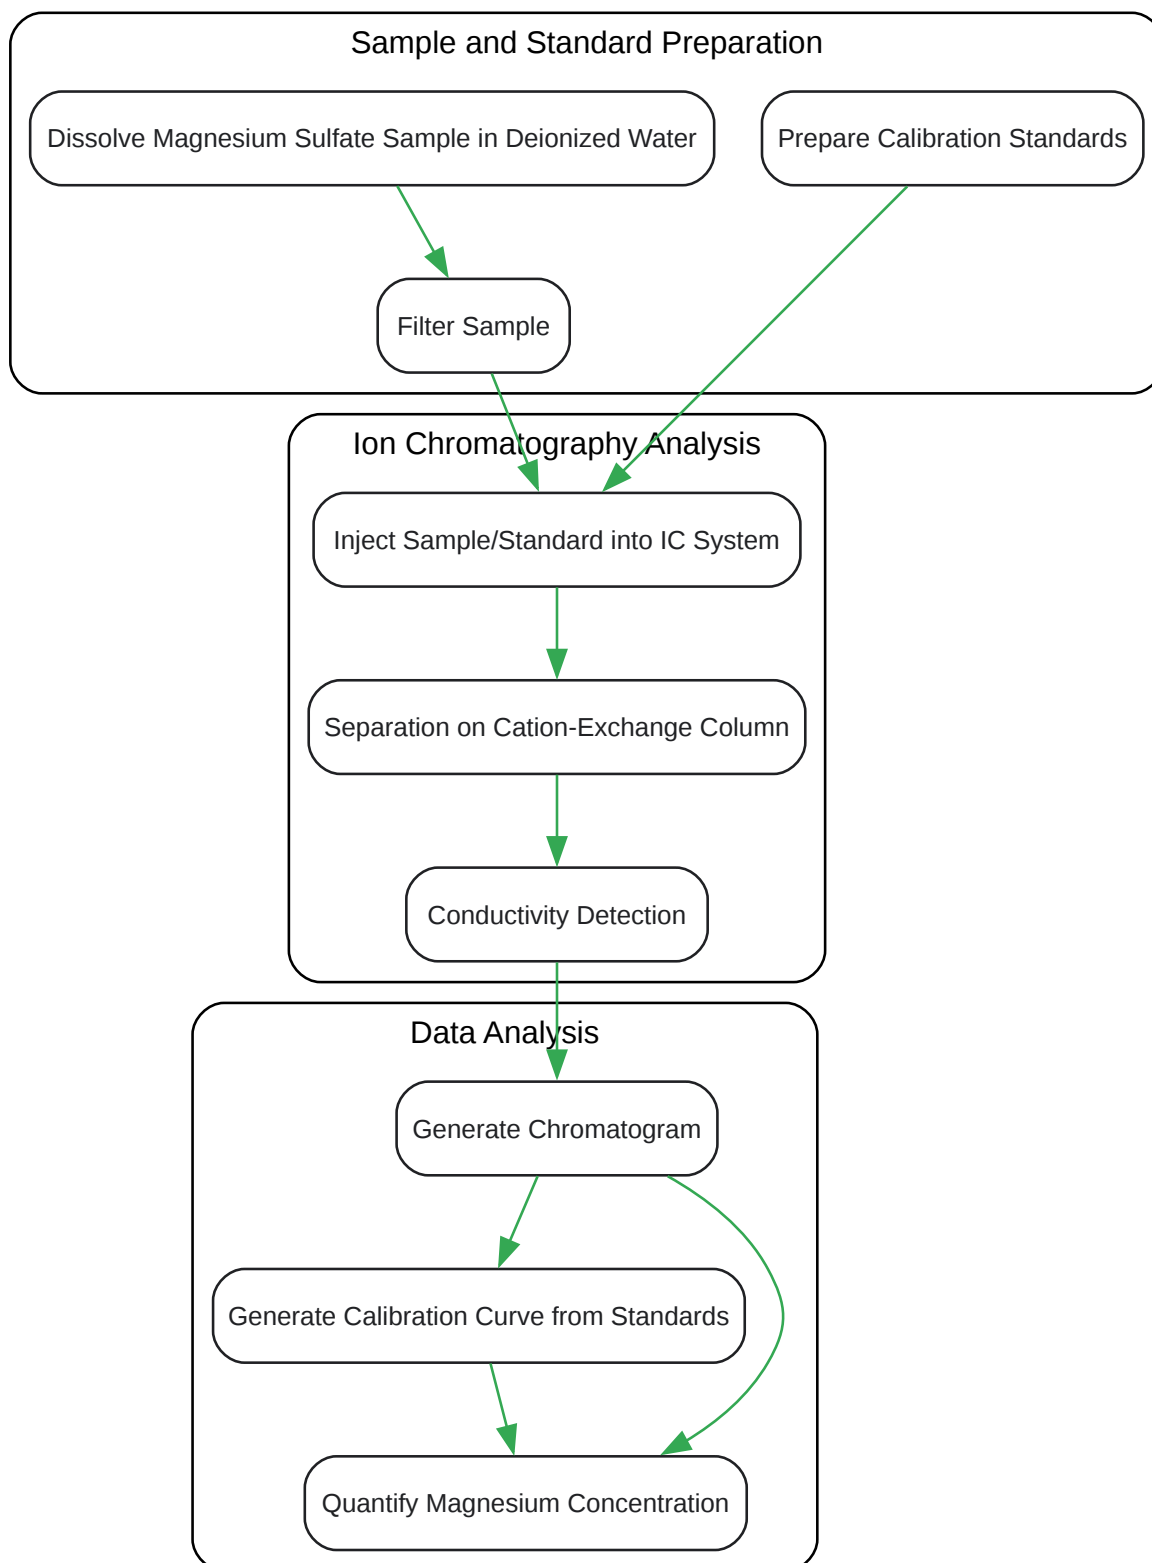 Sample and Standard Preparation
Dissolve Magnesium Sulfate Sample in Deionized Water
Prepare Calibration Standards
Filter Sample
Ion Chromatography Analysis
Inject Sample/Standard into IC System
Separation on Cation-Exchange Column
Conductivity Detection
Data Analysis
Generate Chromatogram
Generate Calibration Curve from Standards
Quantify Magnesium Concentration